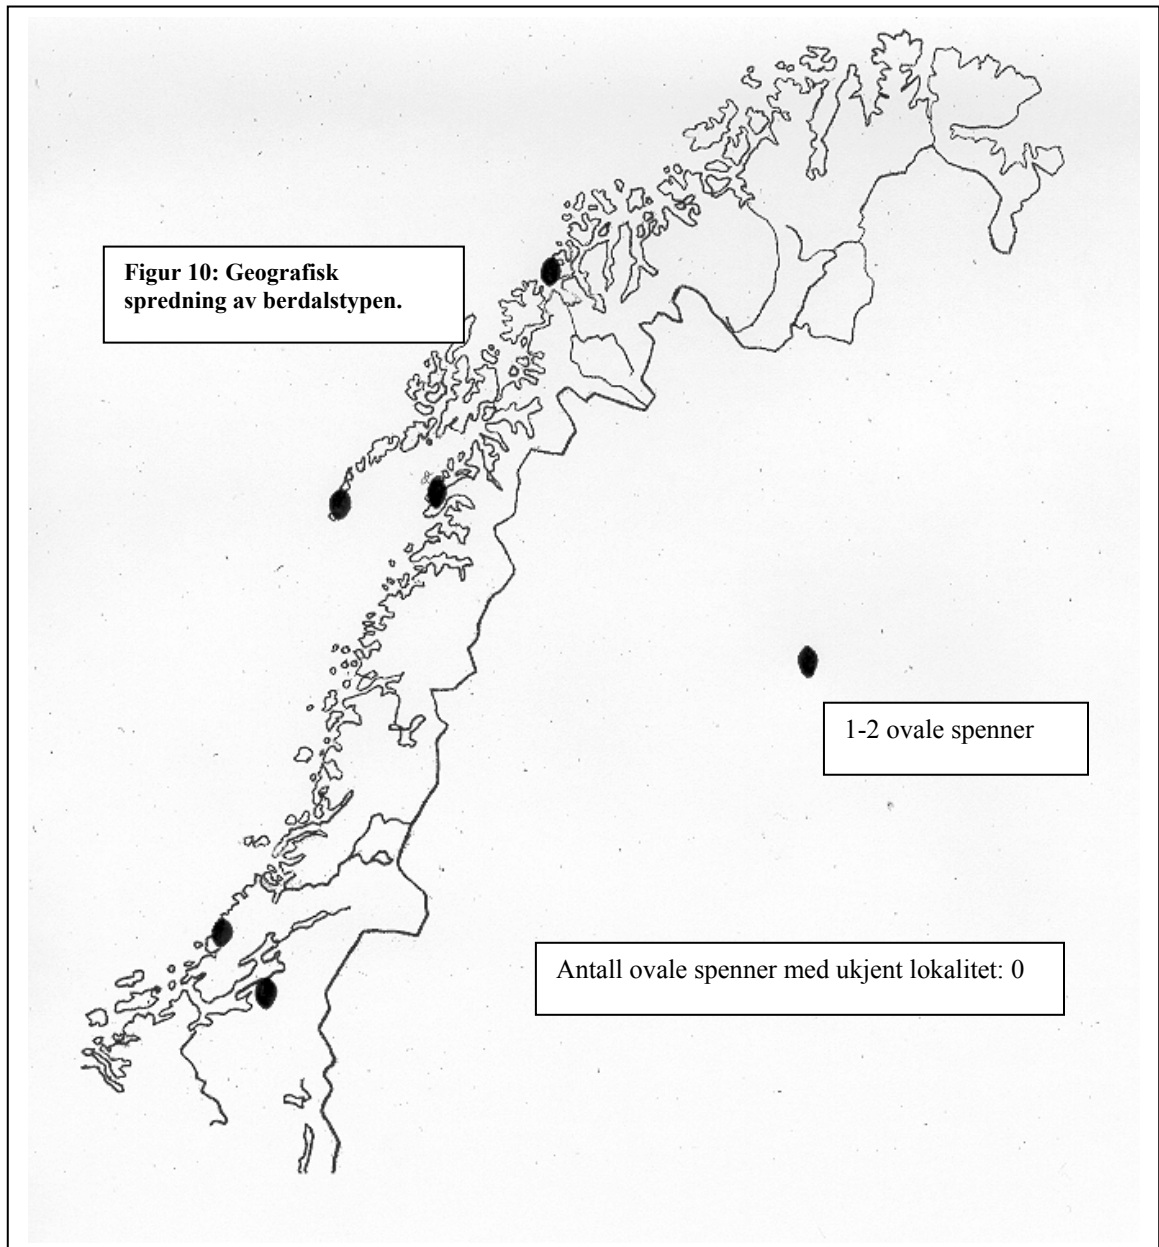 Figur 10: Geografisk
spredning av berdalstypen.
1-2 ovale spenner
Antall ovale spenner med ukjent lokalitet: 0